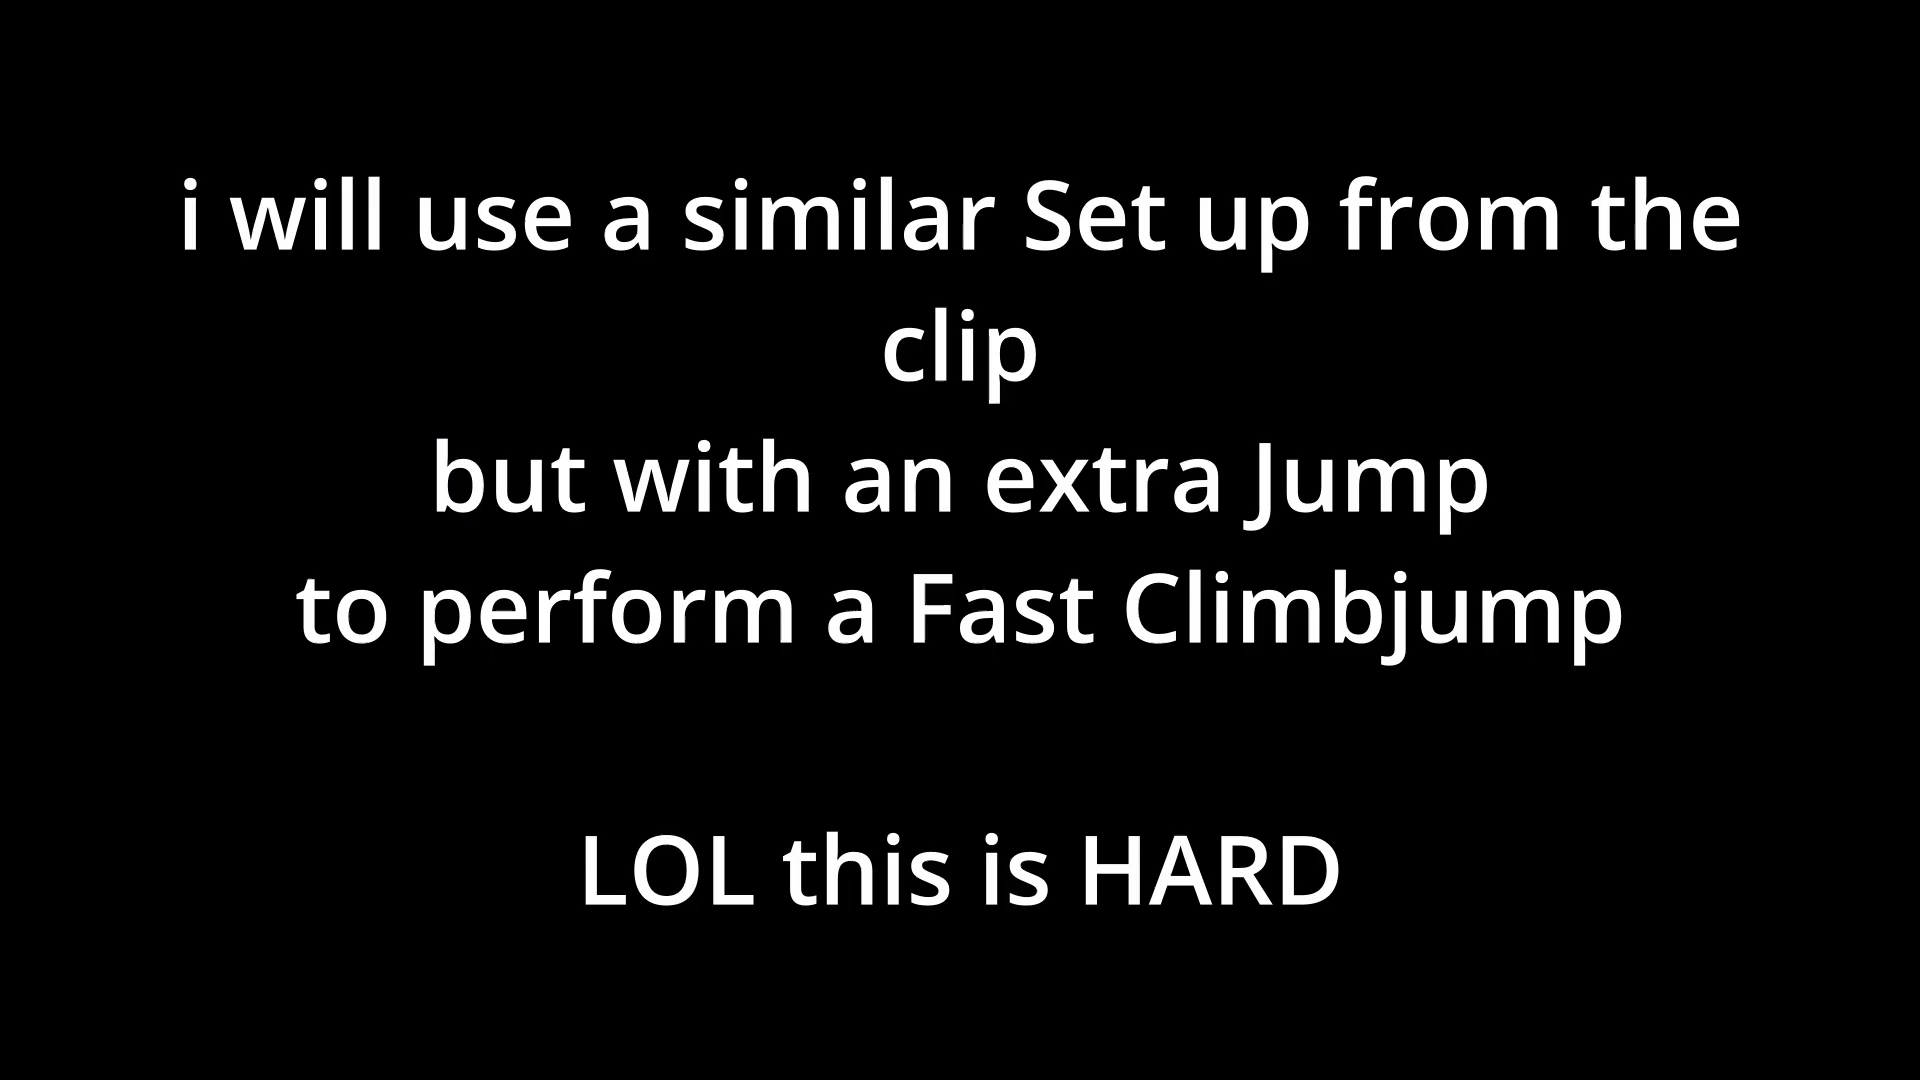 i will use a similar Set up from the
clip
but with an extra Jump
to perform a Fast Climbjump
LOL this is HARD